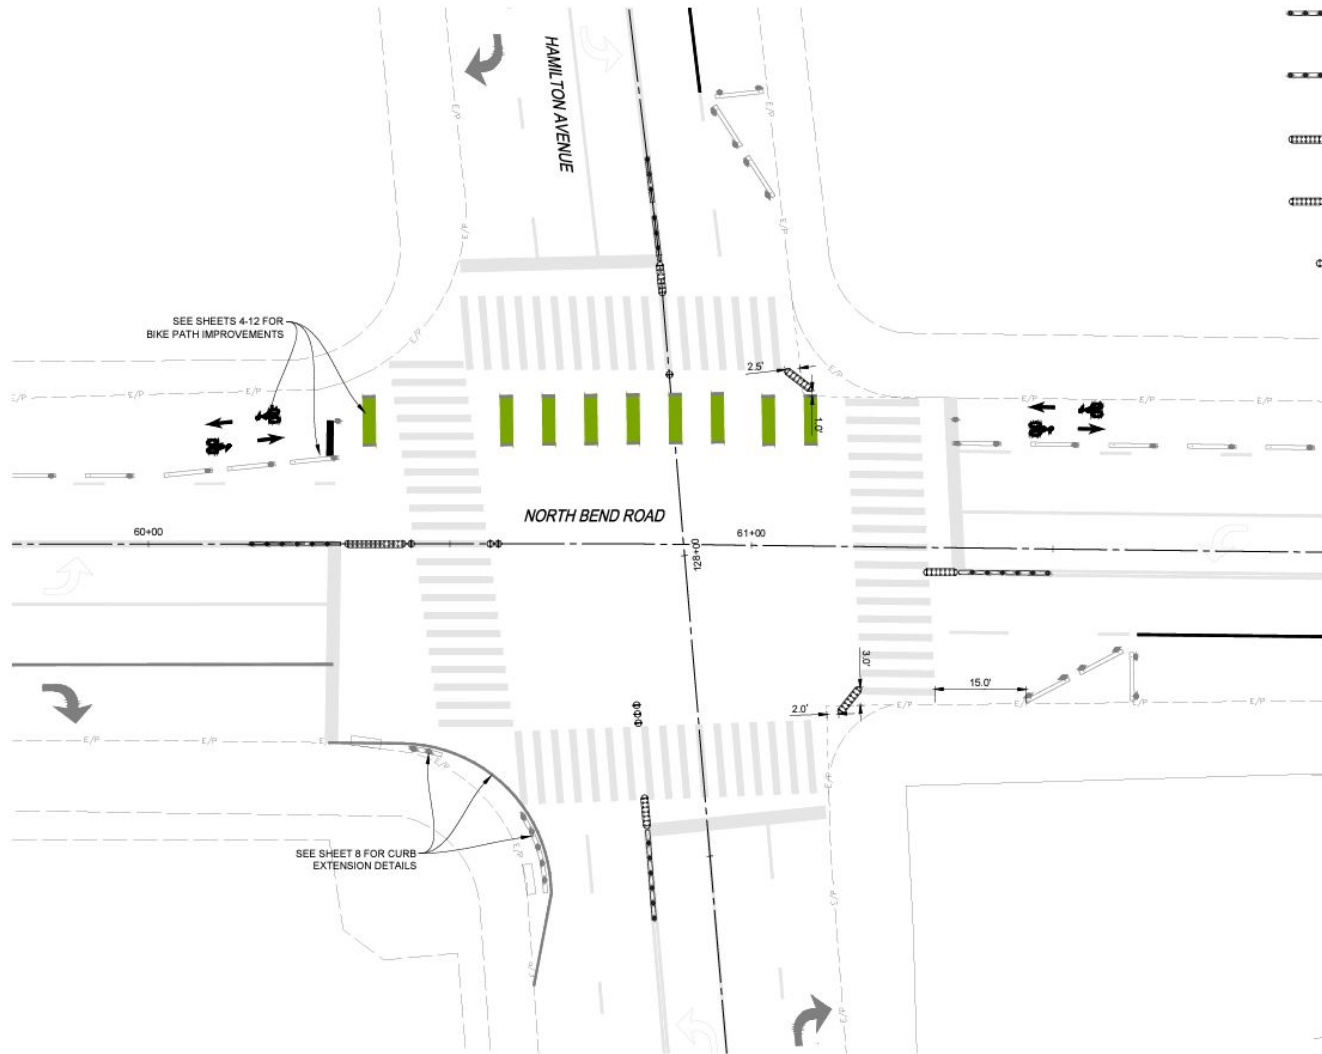 HAMILTON AVENUE
E/P
E/P
E/P
E/P
SEE SHEETS 4-12 FOR
BIKE PATH IMPROVEMENTS
2.5'
E/P
E/P
E/P
E/P
E/P
E/P
E/P
E/P
1.0'
NORTH BEND ROAD
60+00
61+00
128+00
3.0'
15.0'
2.0'
E/P
E/P
E/P
E/P
E/P
E/P
SEE SHEET 8 FOR CURB
EXTENSION DETAILS
E/P
E/P
E/P
E/P
E/P